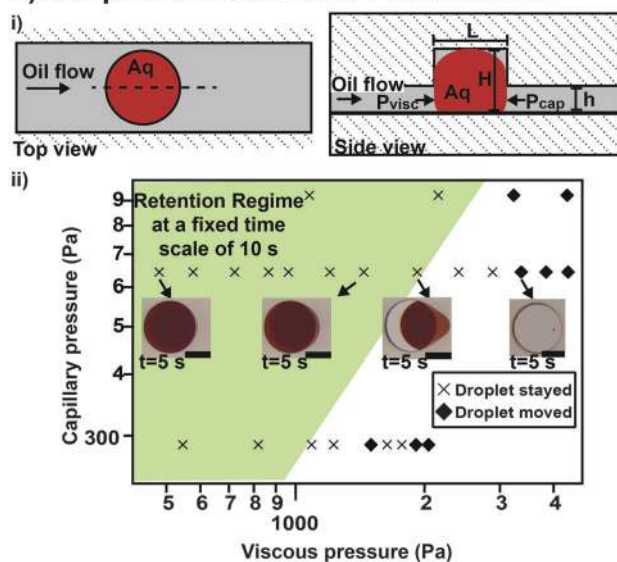 i)
Aq
Oil flow
Top view
L
H
Oil flow
Aq
h
P_visc
P_cap
Side view
ii)
Retention Regime
at a fixed time
scale of 10 s
t=5 s
t=5 s
t=5 s
t=5 s
× Droplet stayed
◆ Droplet moved
9
8
7
6
5
4
300
Capillary pressure (Pa)
5 6 7 8 9 1000 2 3 4
Viscous pressure (Pa)